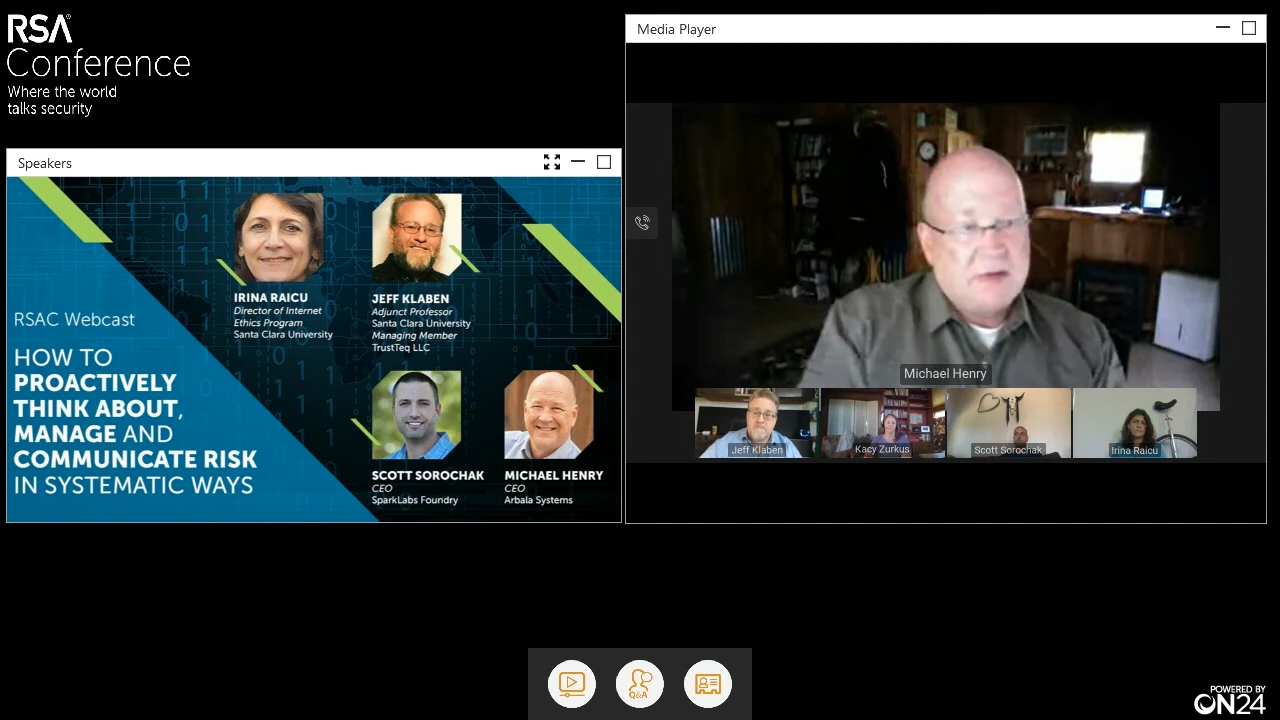 RSA
Conference
Where the world
talks security
Speakers
IRINA RAICU
Director of Internet
Ethics Program
Santa Clara University
JEFF KLABEN
Adjunct Professor
Santa Clara University
Managing Member
TrustTeq LLC
RSAC Webcast
HOW TO
PROACTIVELY
THINK ABOUT,
MANAGE AND
COMMUNICATE RISK
IN SYSTEMATIC WAYS
SCOTT SOROCHAK
CEO
SparkLabs Foundry
MICHAEL HENRY
CEO
Arbala Systems
Media Player
Michael Henry
Jeff Klaben
Kacy Zurkus
Scott Sorochak
Irina Raicu
Q&A
POWERED BY
ON24